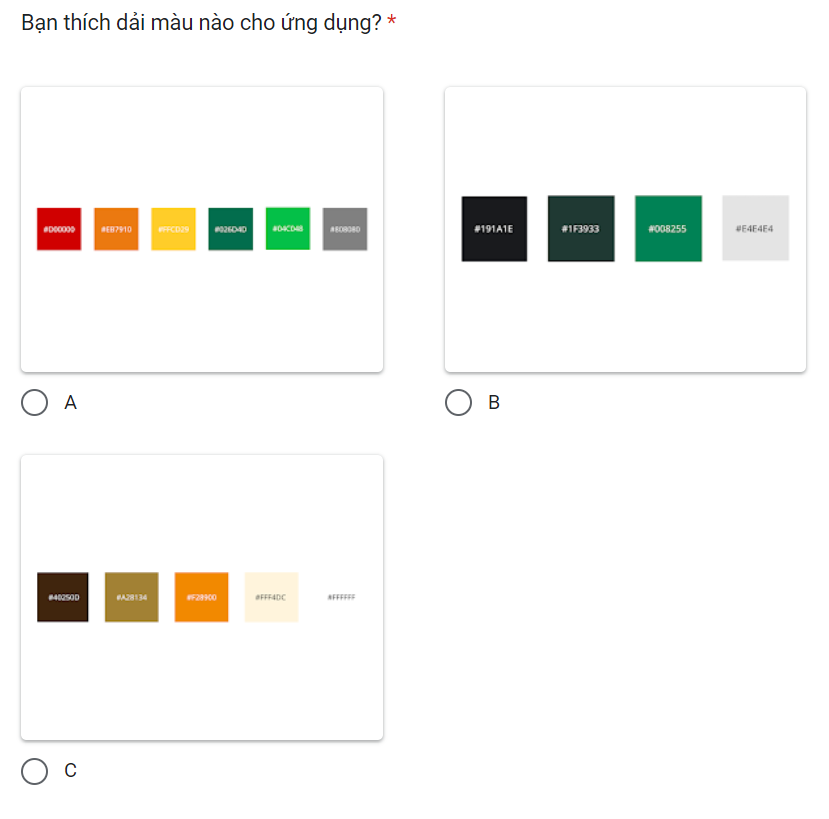 Bạn thích dải màu nào cho ứng dụng? *
#D00000 #EB7910 #FFCD29 #026D4D #04CD4B #808080
A
#191A1E #1F3933 #008255 #E4E4E4
B
#40250D #A28134 #F28900 #FFF4DC #FFFFFF
C